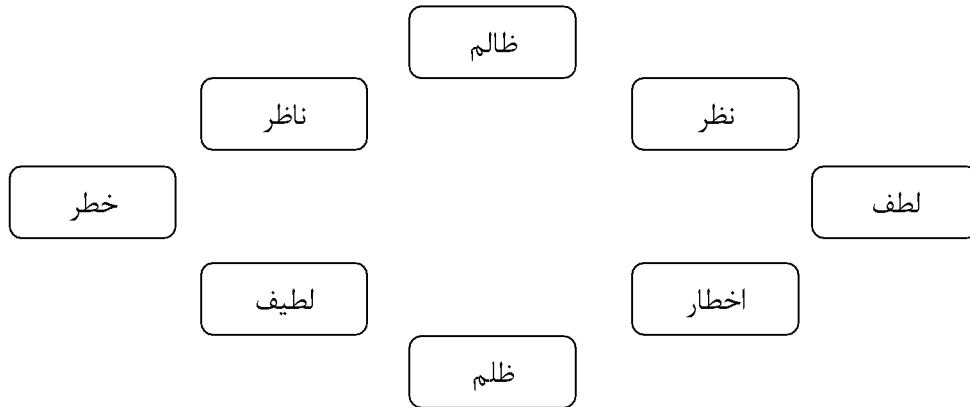 ظالم
نظر
ناظر
لطف
خطر
اخطار
لطیف
ظلم